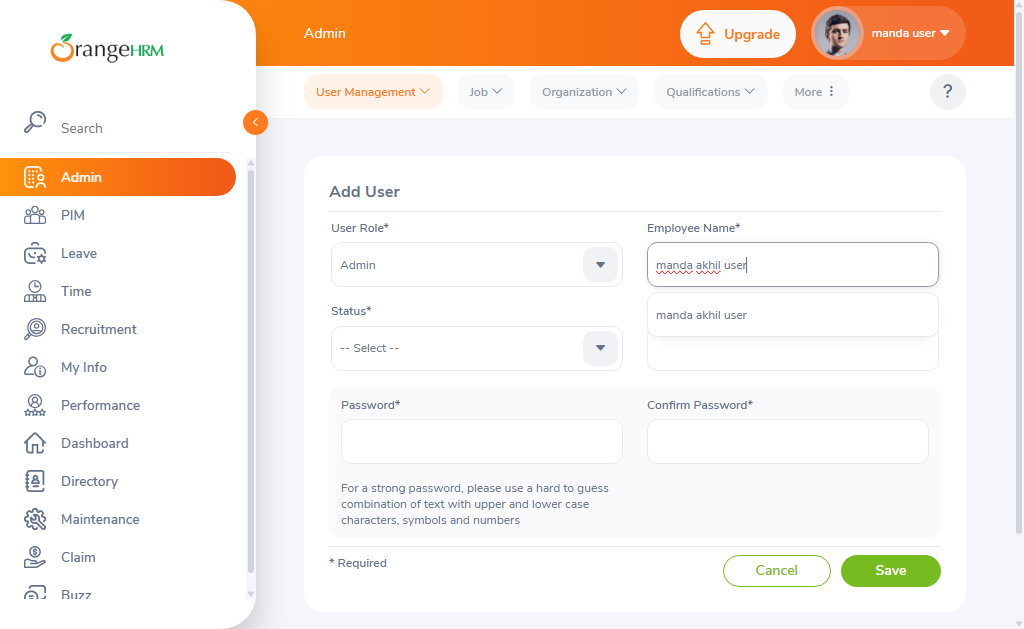 OrangeHRM
Search
Admin
PIM
Leave
Time
Recruitment
My Info
Performance
Dashboard
Directory
Maintenance
Claim
Buzz
Admin
Upgrade
manda user
User Management
Job
Organization
Qualifications
More
?
Add User
User Role*
Employee Name*
Admin
manda akhil user
manda akhil user
Status*
-- Select --
Password*
Confirm Password*
For a strong password, please use a hard to guess
combination of text with upper and lower case
characters, symbols and numbers
* Required
Cancel
Save